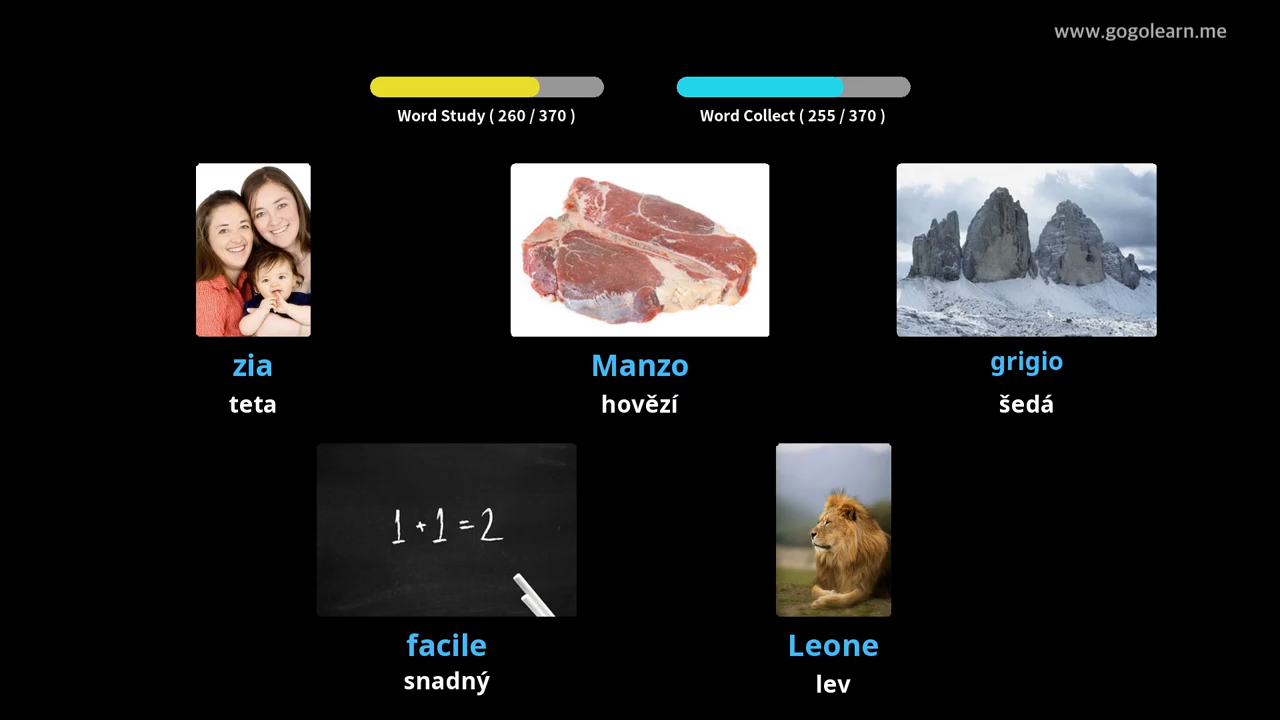 www.gogolearn.me
Word Study ( 260 / 370 )
Word Collect ( 255 / 370 )
zia
teta
Manzo
hovězí
grigio
šedá
1 + 1 = 2
facile
snadný
Leone
lev